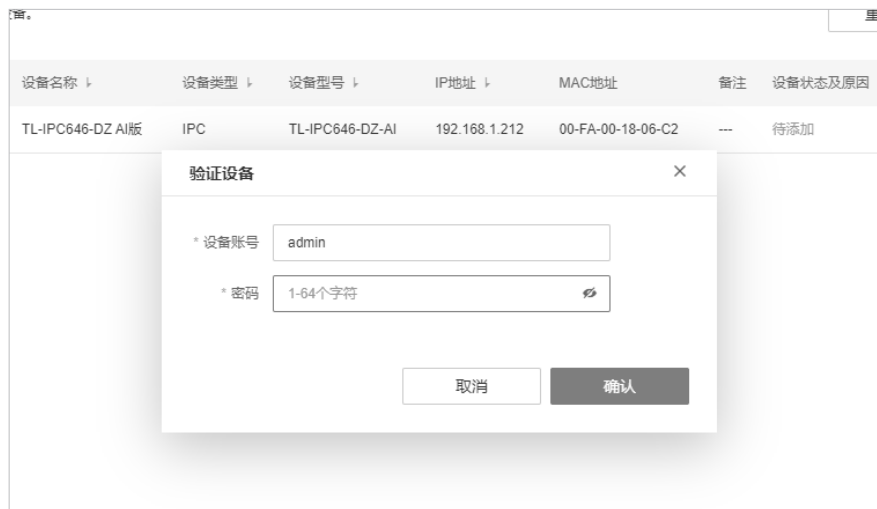 设备。
设备名称 设备类型 设备型号 IP地址 MAC地址 备注 设备状态及原因
TL-IPC646-DZ AI版 IPC TL-IPC646-DZ-AI 192.168.1.212 00-FA-00-18-06-C2 --- 待添加
验证设备
* 设备账号 admin
* 密码 1-64个字符
取消 确认